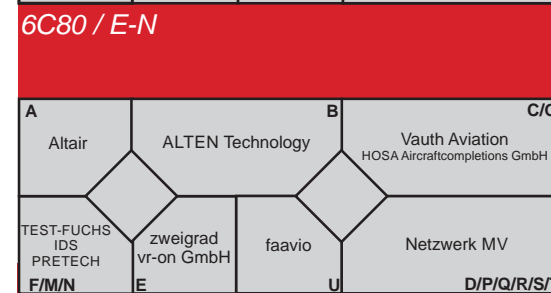 6C80 / E-N
A
B
Altair
ALTEN Technology
Vauth Aviation
HOSA Aircraftcompletions GmbH
TEST-FUCHS
IDS
PRETECH
zweigrad
vr-on GmbH
faavio
Netzwerk MV
F/M/N
E
U
D/P/Q/R/S/